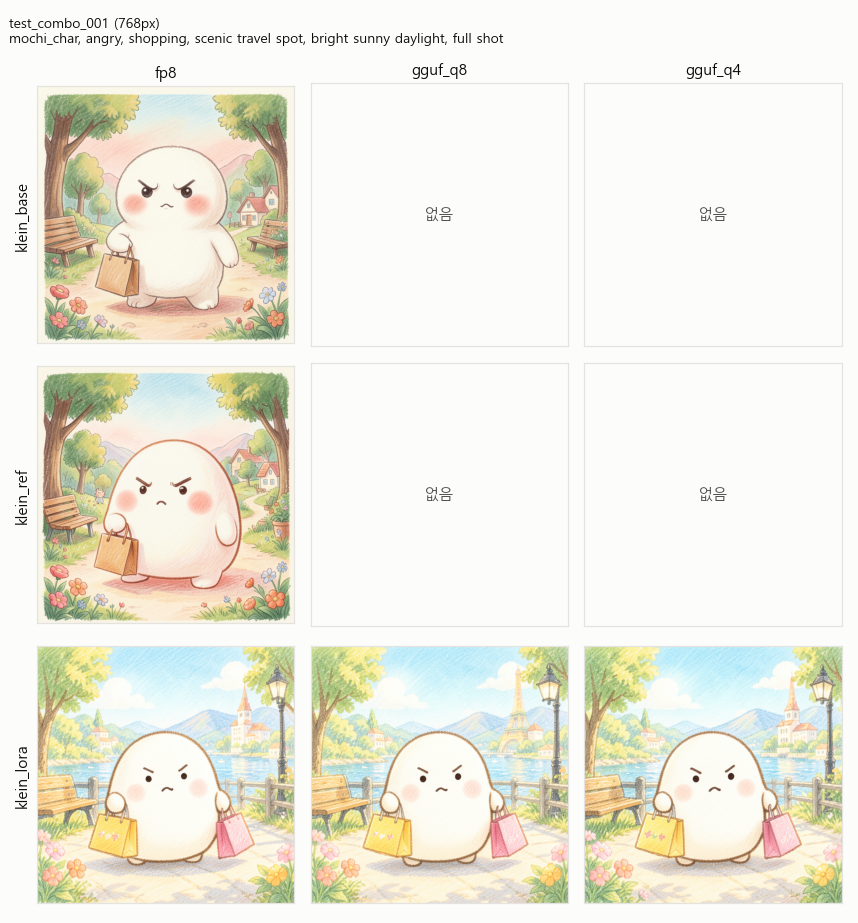 test_combo_001 (768px)
mochi_char, angry, shopping, scenic travel spot, bright sunny daylight, full shot
fp8
gguf_q8
gguf_q4
klein_base
없음
없음
klein_ref
없음
없음
klein_lora